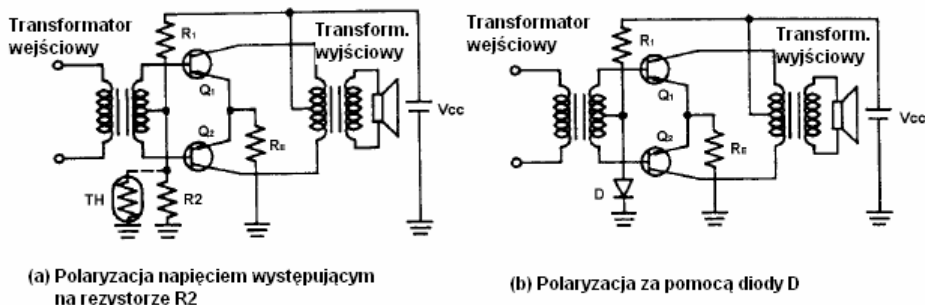 Transformator
wejściowy
R1
Transform.
wyjściowy
Q1
Q2
RE
Vcc
TH
R2
(a) Polaryzacja napięciem występującym
na rezystorze R2
Transformator
wejściowy
R1
Transform.
wyjściowy
Q1
Q2
RE
Vcc
D
(b) Polaryzacja za pomocą diody D